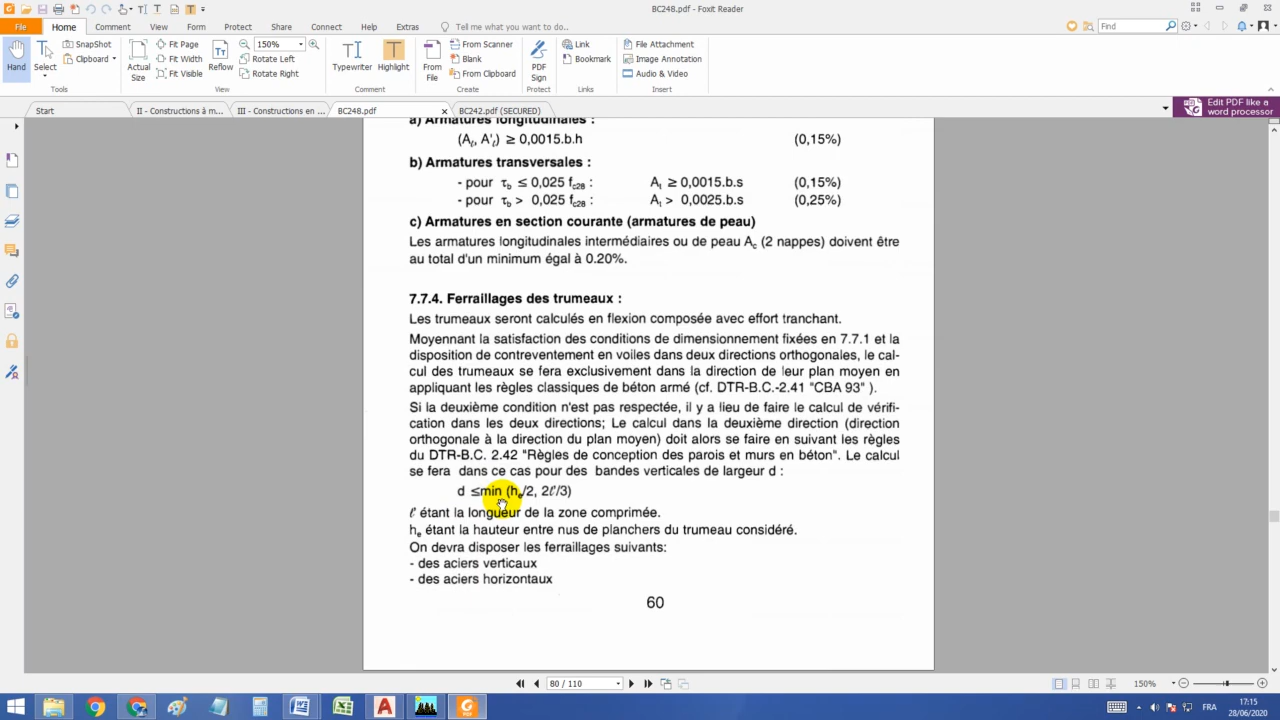 BC248.pdf - Foxit Reader
File Home Comment View Form Protect Share Connect Help Extras Tell me what you want to do.. Find
Hand Select SnapShot Clipboard Actual Size Fit Page Fit Width Fit Visible Reflow 150% Rotate Left Rotate Right Typewriter Highlight From File From Scanner Blank From Clipboard PDF Sign Link Bookmark File Attachment Image Annotation Audio & Video
Tools View Comment Create Protect Links Insert
Start II - Constructions à m... III - Constructions en ... BC248.pdf BC242.pdf (SECURED) Edit PDF like a word processor
a) Armatures longitudinales :
(Aℓ, A'ℓ) ≥ 0,0015.b.h (0,15%)
b) Armatures transversales :
- pour τb ≤ 0,025 fc28 : At ≥ 0,0015.b.s (0,15%)
- pour τb > 0,025 fc28 : At > 0,0025.b.s (0,25%)
c) Armatures en section courante (armatures de peau)
Les armatures longitudinales intermédiaires ou de peau Ac (2 nappes) doivent être
au total d'un minimum égal à 0.20%.
7.7.4. Ferraillages des trumeaux :
Les trumeaux seront calculés en flexion composée avec effort tranchant.
Moyennant la satisfaction des conditions de dimensionnement fixées en 7.7.1 et la
disposition de contreventement en voiles dans deux directions orthogonales, le cal-
cul des trumeaux se fera exclusivement dans la direction de leur plan moyen en
appliquant les règles classiques de béton armé (cf. DTR-B.C.-2.41 "CBA 93" ).
Si la deuxième condition n'est pas respectée, il y a lieu de faire le calcul de vérifi-
cation dans les deux directions; Le calcul dans la deuxième direction (direction
orthogonale à la direction du plan moyen) doit alors se faire en suivant les règles
du DTR-B.C. 2.42 "Règles de conception des parois et murs en béton". Le calcul
se fera dans ce cas pour des bandes verticales de largeur d :
d ≤min (he/2, 2ℓ'/3)
ℓ' étant la longueur de la zone comprimée.
he étant la hauteur entre nus de planchers du trumeau considéré.
On devra disposer les ferraillages suivants:
- des aciers verticaux
- des aciers horizontaux
60
80 / 110 150%
FRA 17:15
28/06/2020